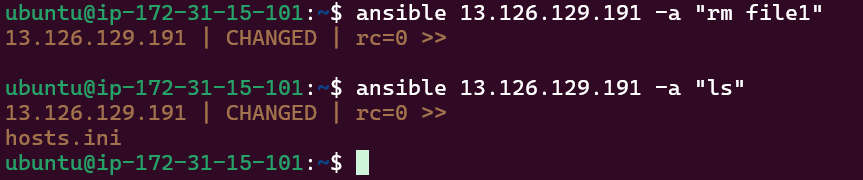 ubuntu@ip-172-31-15-101:~$ ansible 13.126.129.191 -a "rm file1"
13.126.129.191 | CHANGED | rc=0 >>
ubuntu@ip-172-31-15-101:~$ ansible 13.126.129.191 -a "ls"
13.126.129.191 | CHANGED | rc=0 >>
hosts.ini
ubuntu@ip-172-31-15-101:~$